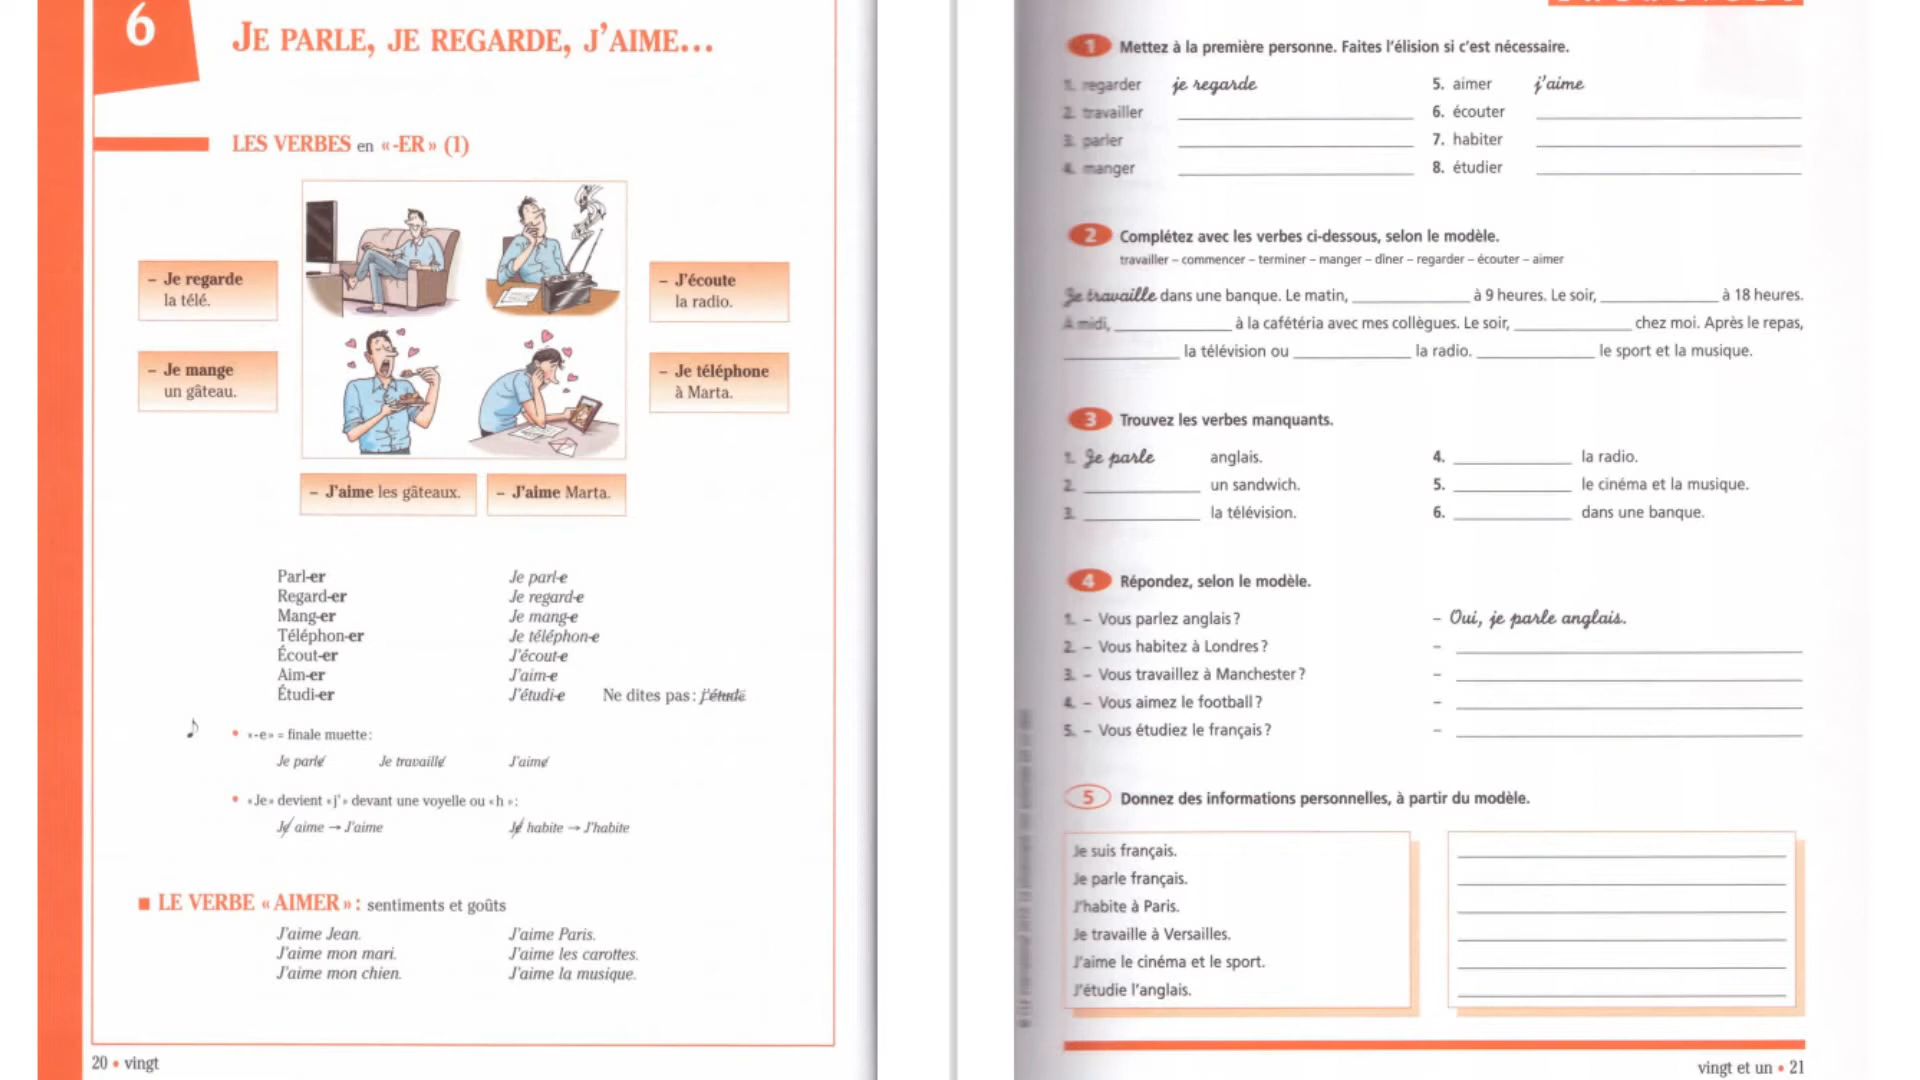 6
JE PARLE, JE REGARDE, J'AIME…
LES VERBES en « -ER » (1)
– Je regarde
la télé.
– J'écoute
la radio.
– Je mange
un gâteau.
– Je téléphone
à Marta.
– J'aime les gâteaux.
– J'aime Marta.
Parl-er Je parl-e
Regard-er Je regard-e
Mang-er Je mang-e
Téléphon-er Je téléphon-e
Écout-er J'écout-e
Aim-er J'aim-e
Étudi-er J'étudi-e Ne dites pas : j'étude
• «-e» = finale muette :
Je parle Je travaille J'aime
• «Je» devient «j'» devant une voyelle ou «h» :
Je aime → J'aime Je habite → J'habite
■ LE VERBE « AIMER » : sentiments et goûts
J'aime Jean. J'aime Paris.
J'aime mon mari. J'aime les carottes.
J'aime mon chien. J'aime la musique.
20 • vingt
1 Mettez à la première personne. Faites l'élision si c'est nécessaire.
1. regarder je regarde 5. aimer j'aime
2. travailler 6. écouter
3. parler 7. habiter
4. manger 8. étudier
2 Complétez avec les verbes ci-dessous, selon le modèle.
travailler – commencer – terminer – manger – dîner – regarder – écouter – aimer
Je travaille dans une banque. Le matin, à 9 heures. Le soir, à 18 heures.
À midi, à la cafétéria avec mes collègues. Le soir, chez moi. Après le repas,
la télévision ou la radio. le sport et la musique.
3 Trouvez les verbes manquants.
1. Je parle anglais. 4. la radio.
2. un sandwich. 5. le cinéma et la musique.
3. la télévision. 6. dans une banque.
4 Répondez, selon le modèle.
1. – Vous parlez anglais ? – Oui, je parle anglais.
2. – Vous habitez à Londres ? –
3. – Vous travaillez à Manchester ? –
4. – Vous aimez le football ? –
5. – Vous étudiez le français ? –
5 Donnez des informations personnelles, à partir du modèle.
Je suis français.
Je parle français.
J'habite à Paris.
Je travaille à Versailles.
J'aime le cinéma et le sport.
J'étudie l'anglais.
vingt et un • 21